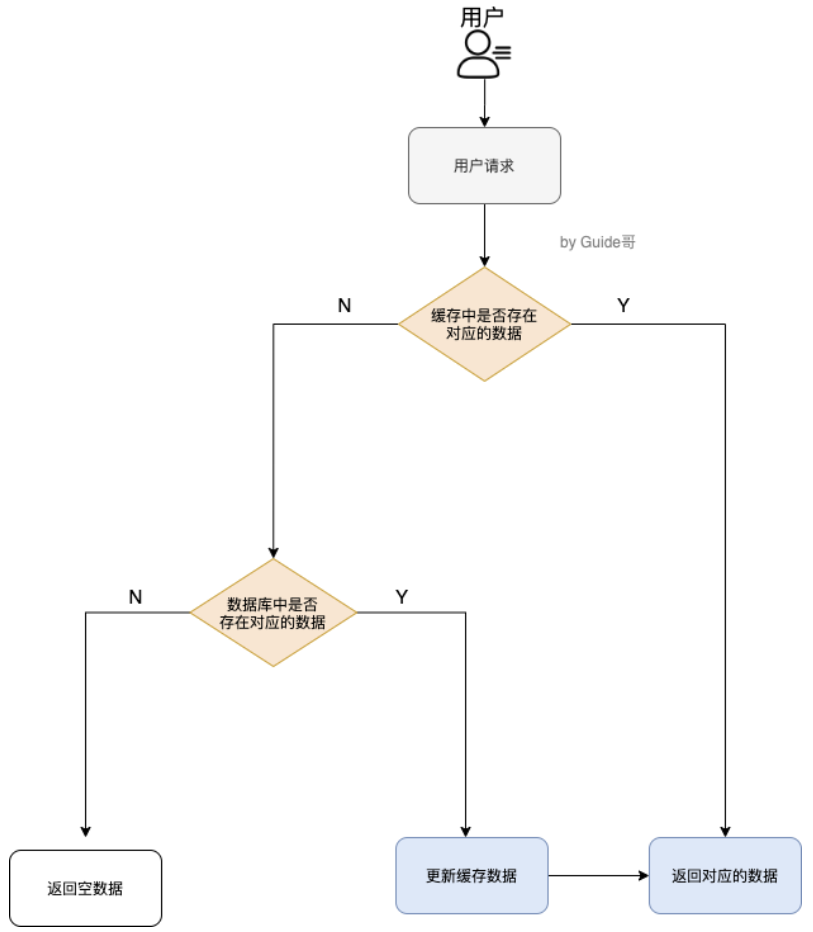 用户
用户请求
by Guide哥
缓存中是否存在
对应的数据
N
Y
数据库中是否
存在对应的数据
N
Y
返回空数据
更新缓存数据
返回对应的数据